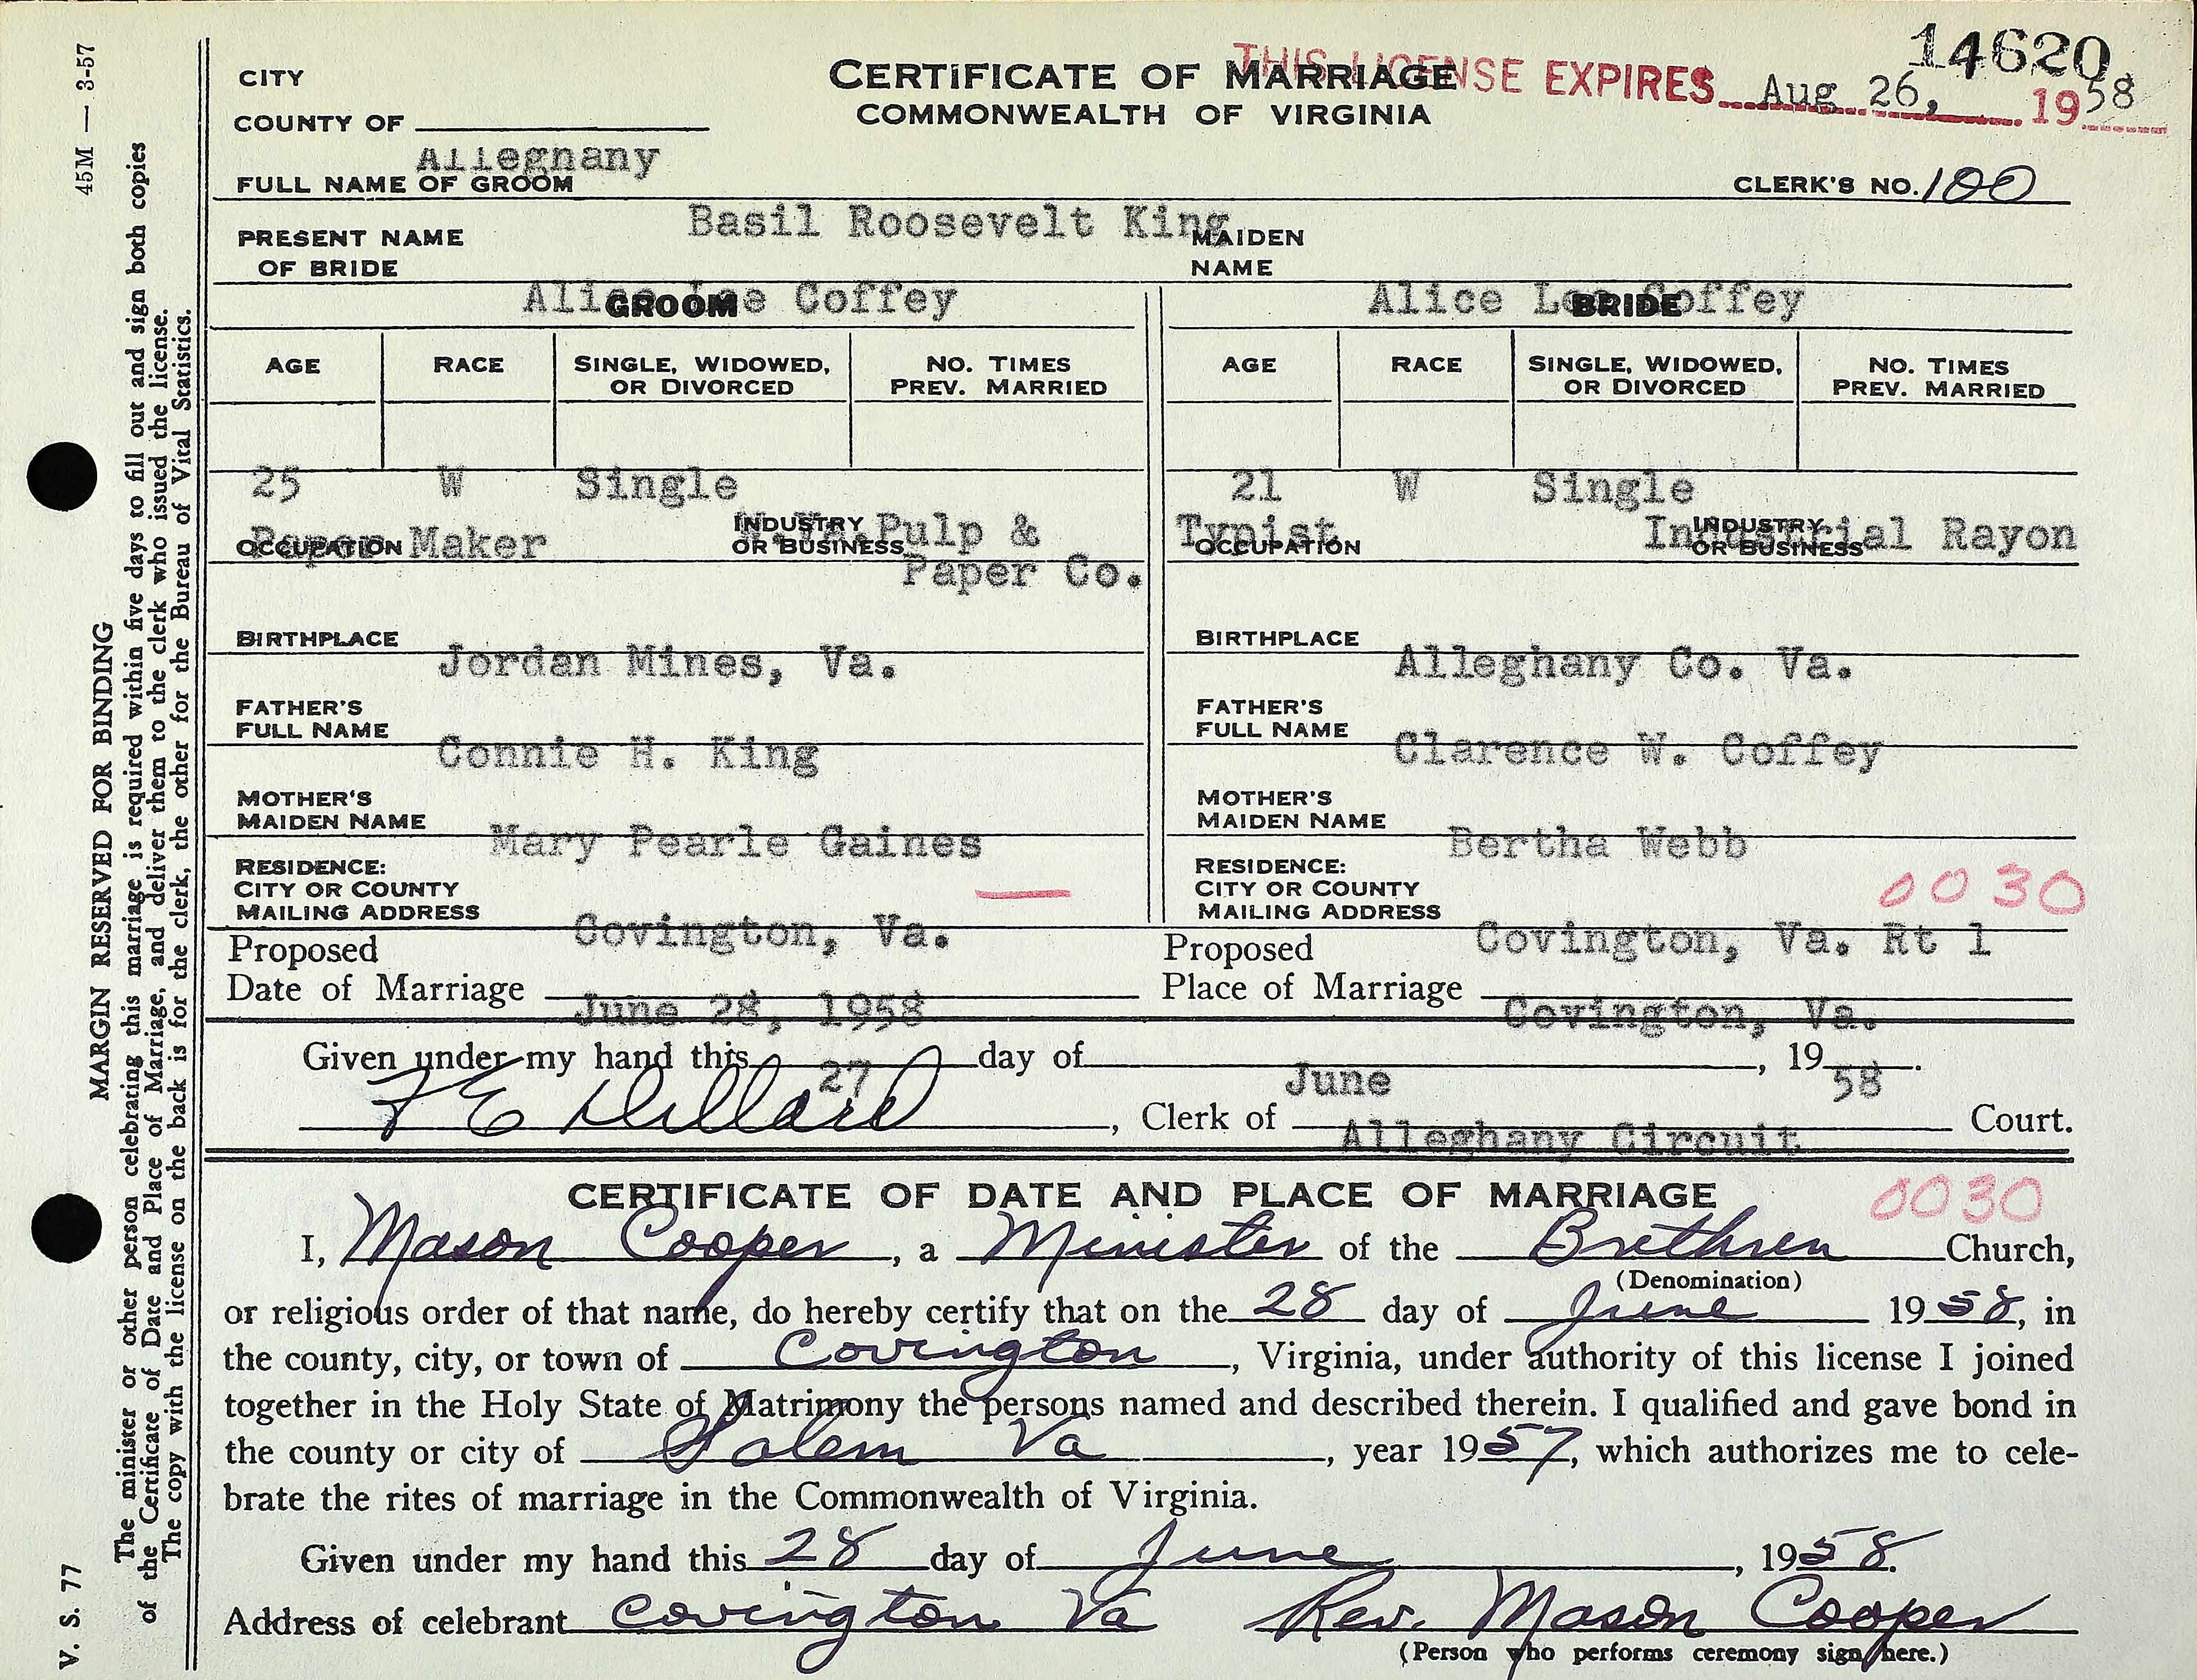 14620
THIS LICENSE EXPIRES Aug 26, 1958
CERTIFICATE OF MARRIAGE
COMMONWEALTH OF VIRGINIA
CITY
COUNTY OF
Alleghany
FULL NAME OF GROOM
CLERK'S NO. 100
Basil Roosevelt King
PRESENT NAME
OF BRIDE
MAIDEN
NAME
Alice Lee Coffey
Alice Lee Coffey
GROOM
BRIDE
AGE RACE SINGLE, WIDOWED, OR DIVORCED NO. TIMES PREV. MARRIED
AGE RACE SINGLE, WIDOWED, OR DIVORCED NO. TIMES PREV. MARRIED
25 W Single
21 W Single
OCCUPATION Paper Maker INDUSTRY OR BUSINESS W.Va.Pulp &
Paper Co.
OCCUPATION Typist INDUSTRY OR BUSINESS Industrial Rayon
BIRTHPLACE Jordan Mines, Va.
BIRTHPLACE Alleghany Co. Va.
FATHER'S
FULL NAME Connie H. King
FATHER'S
FULL NAME Clarence W. Coffey
MOTHER'S
MAIDEN NAME Mary Pearle Gaines
MOTHER'S
MAIDEN NAME Bertha Webb
RESIDENCE:
CITY OR COUNTY
MAILING ADDRESS Covington, Va.
RESIDENCE:
CITY OR COUNTY 0030
MAILING ADDRESS Covington, Va. Rt 1
Proposed
Date of Marriage June 28, 1958
Proposed
Place of Marriage Covington, Va.
Given under my hand this 27 day of June, 1958.
F E Dillard, Clerk of Alleghany Circuit Court.
CERTIFICATE OF DATE AND PLACE OF MARRIAGE 0030
I, Mason Cooper, a Minister of the Brethren Church,
(Denomination)
or religious order of that name, do hereby certify that on the 28 day of June 1958, in
the county, city, or town of Covington, Virginia, under authority of this license I joined
together in the Holy State of Matrimony the persons named and described therein. I qualified and gave bond in
the county or city of Salem Va, year 1957, which authorizes me to cele-
brate the rites of marriage in the Commonwealth of Virginia.
Given under my hand this 28 day of June, 1958.
Address of celebrant Covington Va Rev. Mason Cooper
(Person who performs ceremony sign here.)
V. S. 77
45M — 3-57
MARGIN RESERVED FOR BINDING
The minister or other person celebrating this marriage is required within five days to fill out and sign both copies
of the Certificate of Date and Place of Marriage, and deliver them to the clerk who issued the license.
The copy with the license on the back is for the clerk, the other for the Bureau of Vital Statistics.